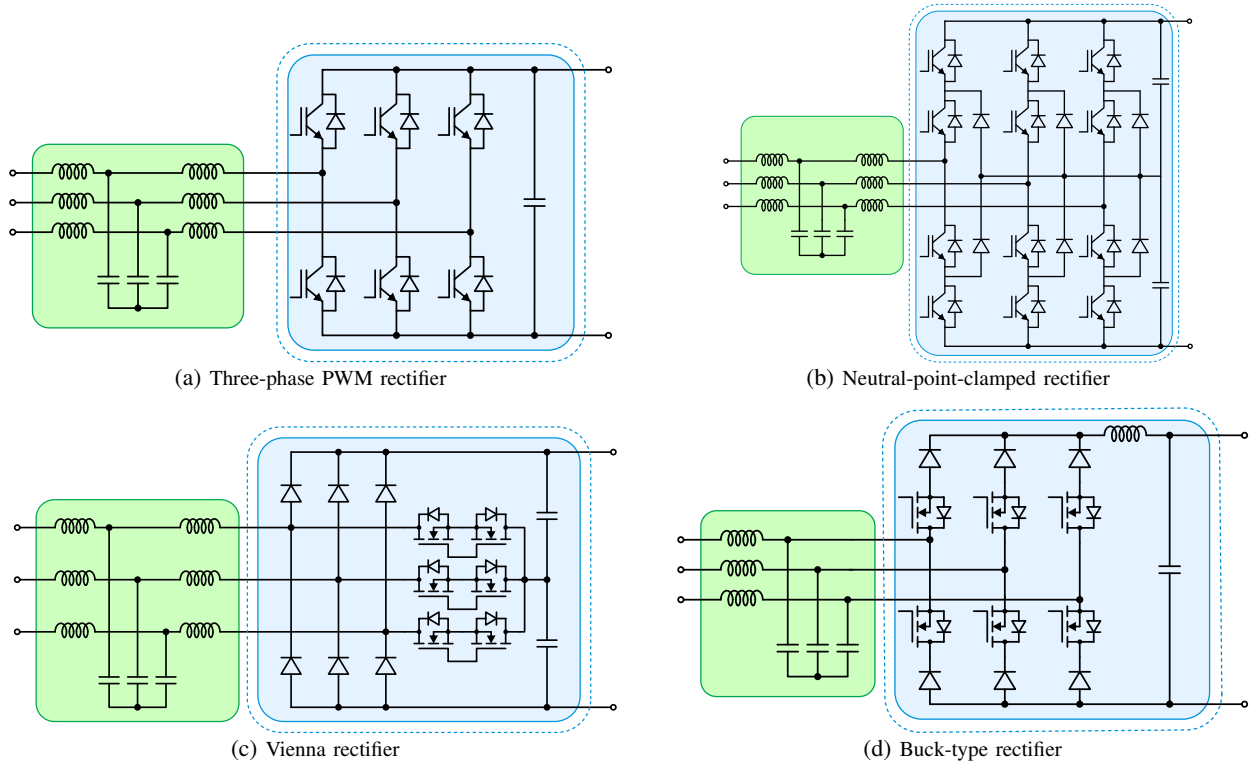 (a) Three-phase PWM rectifier
(b) Neutral-point-clamped rectifier
(c) Vienna rectifier
(d) Buck-type rectifier